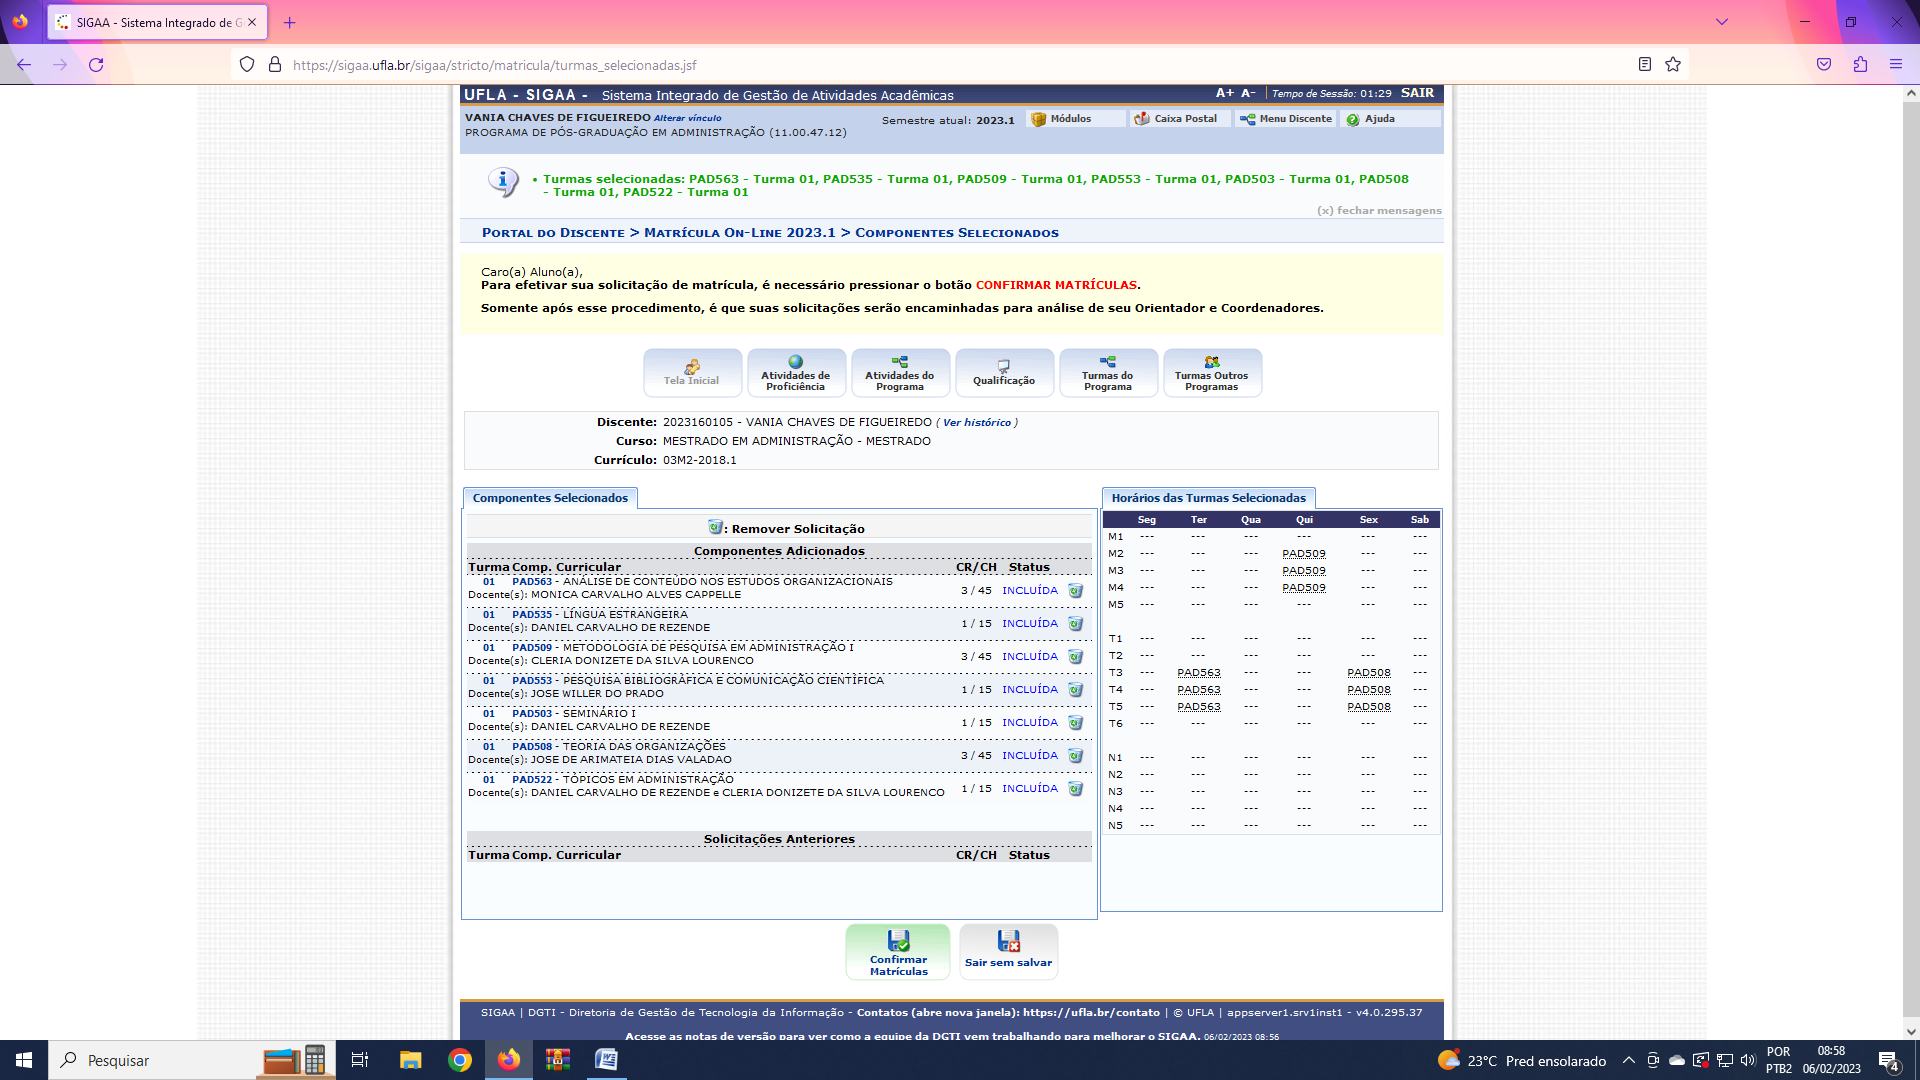 SIGAA - Sistema Integrado de G
https://sigaa.ufla.br/sigaa/stricto/matricula/turmas_selecionadas.jsf
UFLA - SIGAA - Sistema Integrado de Gestão de Atividades Acadêmicas
A+ A- Tempo de Sessão: 01:29 SAIR
VANIA CHAVES DE FIGUEIREDO Alterar vínculo
PROGRAMA DE PÓS-GRADUAÇÃO EM ADMINISTRAÇÃO (11.00.47.12)
Semestre atual: 2023.1
Módulos
Caixa Postal
Menu Discente
Ajuda
• Turmas selecionadas: PAD563 - Turma 01, PAD535 - Turma 01, PAD509 - Turma 01, PAD553 - Turma 01, PAD503 - Turma 01, PAD508
- Turma 01, PAD522 - Turma 01
(x) fechar mensagens
Portal do Discente > Matrícula On-Line 2023.1 > Componentes Selecionados
Caro(a) Aluno(a),
Para efetivar sua solicitação de matrícula, é necessário pressionar o botão CONFIRMAR MATRÍCULAS.
Somente após esse procedimento, é que suas solicitações serão encaminhadas para análise de seu Orientador e Coordenadores.
Tela Inicial
Atividades de
Proficiência
Atividades do
Programa
Qualificação
Turmas do
Programa
Turmas Outros
Programas
Discente: 2023160105 - VANIA CHAVES DE FIGUEIREDO ( Ver histórico )
Curso: MESTRADO EM ADMINISTRAÇÃO - MESTRADO
Currículo: 03M2-2018.1
Componentes Selecionados
: Remover Solicitação
Componentes Adicionados
Turma Comp. Curricular CR/CH Status
01 PAD563 - ANÁLISE DE CONTEÚDO NOS ESTUDOS ORGANIZACIONAIS
Docente(s): MONICA CARVALHO ALVES CAPPELLE
3 / 45 INCLUÍDA
01 PAD535 - LÍNGUA ESTRANGEIRA
Docente(s): DANIEL CARVALHO DE REZENDE
1 / 15 INCLUÍDA
01 PAD509 - METODOLOGIA DE PESQUISA EM ADMINISTRAÇÃO I
Docente(s): CLERIA DONIZETE DA SILVA LOURENCO
3 / 45 INCLUÍDA
01 PAD553 - PESQUISA BIBLIOGRÁFICA E COMUNICAÇÃO CIENTÍFICA
Docente(s): JOSE WILLER DO PRADO
1 / 15 INCLUÍDA
01 PAD503 - SEMINÁRIO I
Docente(s): DANIEL CARVALHO DE REZENDE
1 / 15 INCLUÍDA
01 PAD508 - TEORIA DAS ORGANIZAÇÕES
Docente(s): JOSE DE ARIMATEIA DIAS VALADAO
3 / 45 INCLUÍDA
01 PAD522 - TÓPICOS EM ADMINISTRAÇÃO
Docente(s): DANIEL CARVALHO DE REZENDE e CLERIA DONIZETE DA SILVA LOURENCO
1 / 15 INCLUÍDA
Solicitações Anteriores
Turma Comp. Curricular CR/CH Status
Horários das Turmas Selecionadas
Seg Ter Qua Qui Sex Sab
M1 --- --- --- --- --- ---
M2 --- --- --- PAD509 --- ---
M3 --- --- --- PAD509 --- ---
M4 --- --- --- PAD509 --- ---
M5 --- --- --- --- --- ---
T1 --- --- --- --- --- ---
T2 --- --- --- --- --- ---
T3 --- PAD563 --- --- PAD508 ---
T4 --- PAD563 --- --- PAD508 ---
T5 --- PAD563 --- --- PAD508 ---
T6 --- --- --- --- --- ---
N1 --- --- --- --- --- ---
N2 --- --- --- --- --- ---
N3 --- --- --- --- --- ---
N4 --- --- --- --- --- ---
N5 --- --- --- --- --- ---
Confirmar
Matrículas
Sair sem salvar
SIGAA | DGTI - Diretoria de Gestão de Tecnologia da Informação - Contatos (abre nova janela): https://ufla.br/contato | © UFLA | appserver1.srv1inst1 - v4.0.295.37
Acesse as notas de versão para ver como a equipe da DGTI vem trabalhando para melhorar o SIGAA. 06/02/2023 08:56
Pesquisar
23°C Pred ensolarado
POR
PTB2
08:58
06/02/2023
4